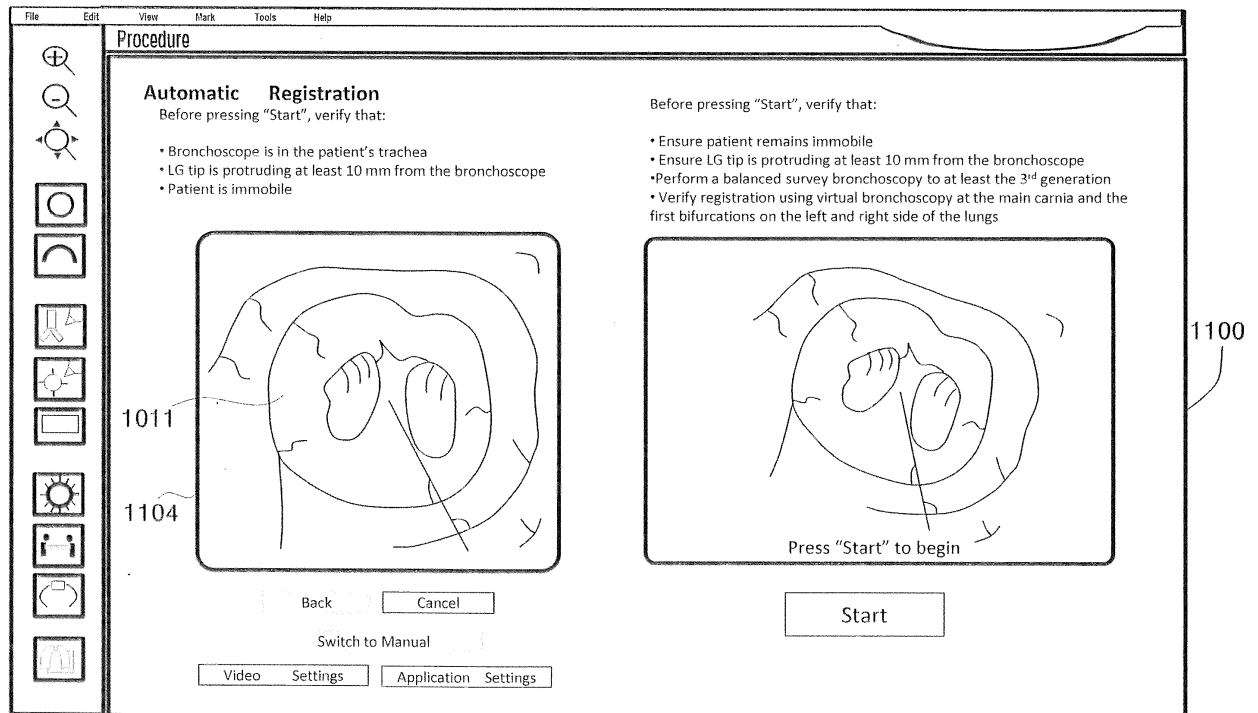 File Edit View Mark Tools Help
Procedure
Automatic Registration
Before pressing “Start”, verify that:
• Bronchoscope is in the patient’s trachea
• LG tip is protruding at least 10 mm from the bronchoscope
• Patient is immobile
Before pressing “Start”, verify that:
• Ensure patient remains immobile
• Ensure LG tip is protruding at least 10 mm from the bronchoscope
•Perform a balanced survey bronchoscopy to at least the 3rd generation
• Verify registration using virtual bronchoscopy at the main carnia and the
first bifurcations on the left and right side of the lungs
1100
1011
1104
Press “Start” to begin
Back Cancel
Start
Switch to Manual
Video Settings Application Settings